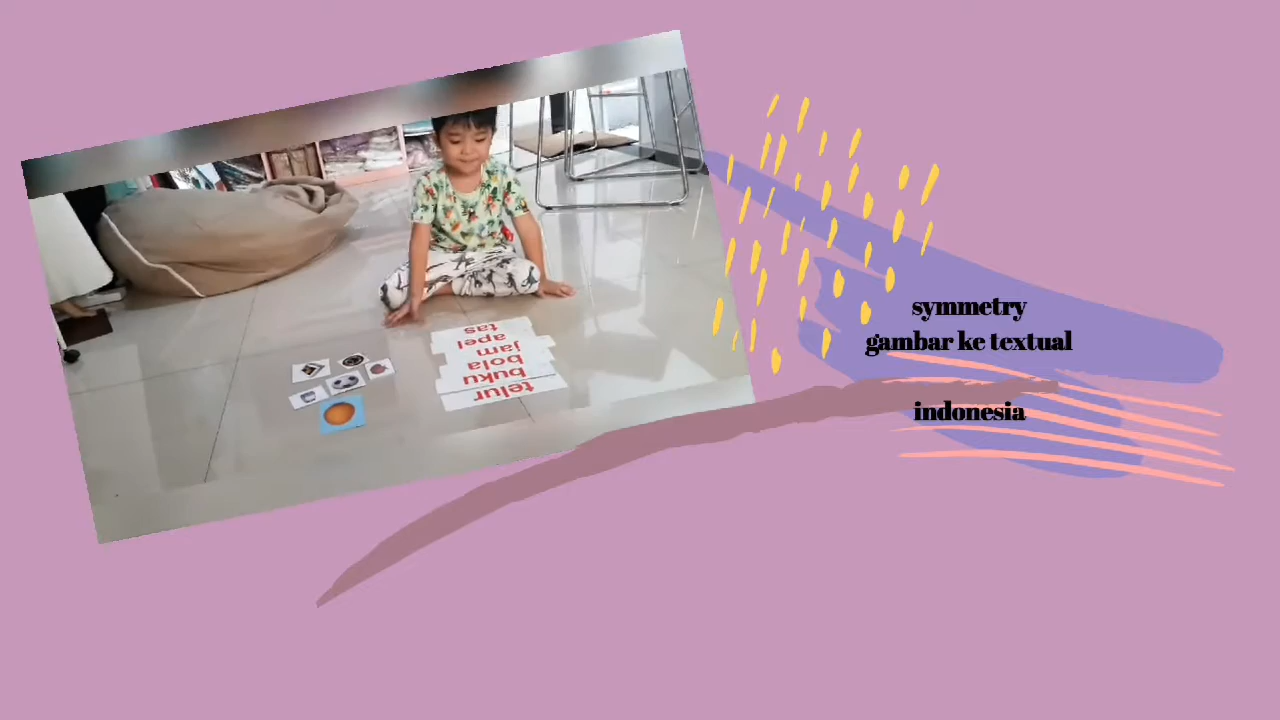 tas
apel
jam
bola
buku
telur
symmetry
gambar ke textual
indonesia